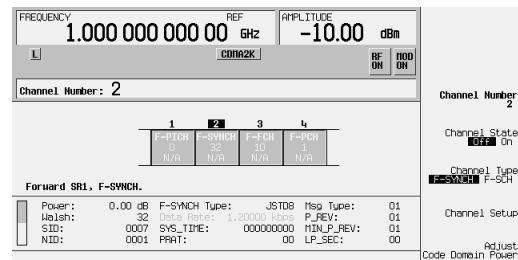 FREQUENCY REF
1.000 000 000 00 GHz
AMPLITUDE
-10.00 dBm
L
CDMA2K
RF ON
MOD ON
Channel Number: 2
1 2 3 4
F-PICH F-SYNCH F-FCH F-PCH
0 32 10 1
N/A N/A N/A N/A
Forward SR1, F-SYNCH.
Power: 0.00 dB F-SYNCH Type: JSTD8 Msg Type: 01
Walsh: 32 Data Rate: 1.20000 kbps P_REV: 01
SID: 0007 SYS_TIME: 000000000 MIN_P_REV: 01
NID: 0001 PRAT: 00 LP_SEC: 00
Channel Number
2
Channel State
Off On
Channel Type
F-SYNCH F-SCH
Channel Setup
Adjust
Code Domain Power